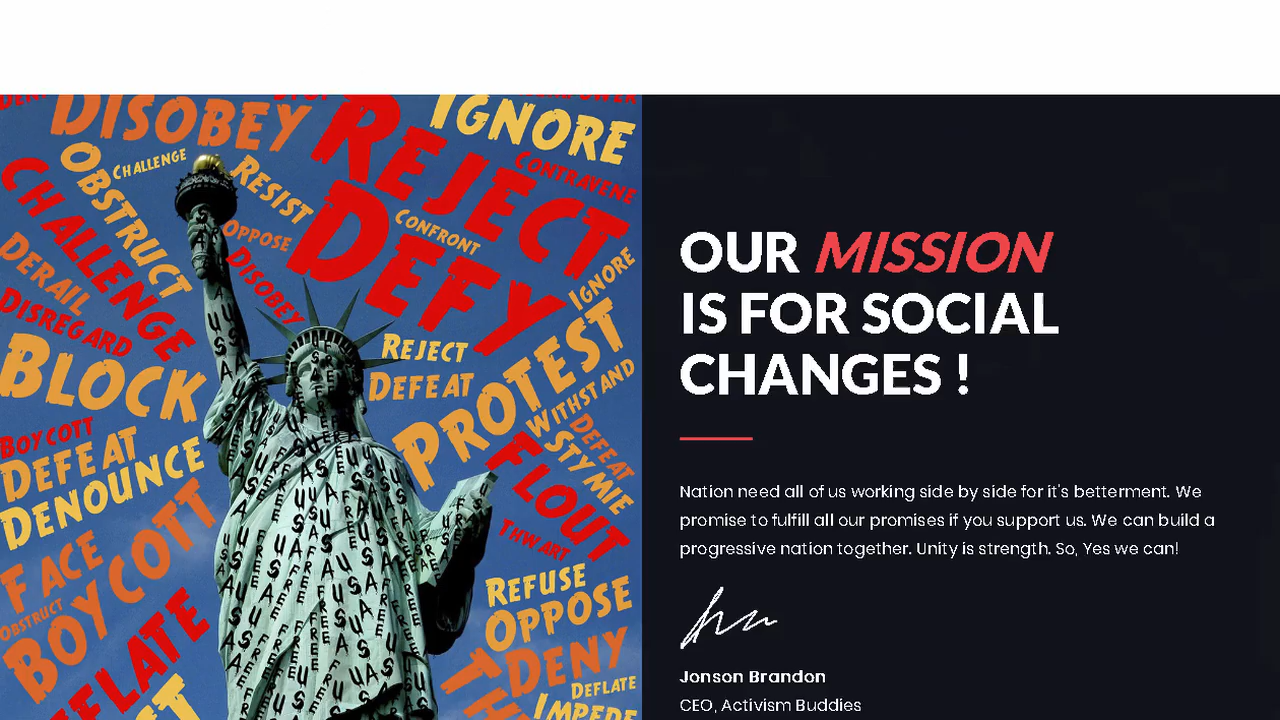 DISOBEY
IGNORE
REJECT
CONTRAVENE
CHALLENGE
OBSTRUCT
RESIST
CHALLENGE
CONFRONT
OPPOSE
DEFY
DERAIL
DISOBEY
IGNORE
DISREGARD
REJECT
PROTEST
BLOCK
DEFEAT
WITHSTAND
BOYCOTT
DEFEAT
DEFEAT
STYMIE
DENOUNCE
FLOUT
BOYCOTT
THWART
FACE
REFUSE
OBSTRUCT
OPPOSE
DENY
DEFLATE
IMPEDE
USA
FREE
OUR MISSION
IS FOR SOCIAL
CHANGES !
Nation need all of us working side by side for it's betterment. We
promise to fulfill all our promises if you support us. We can build a
progressive nation together. Unity is strength. So, Yes we can!
Jonson Brandon
CEO, Activism Buddies